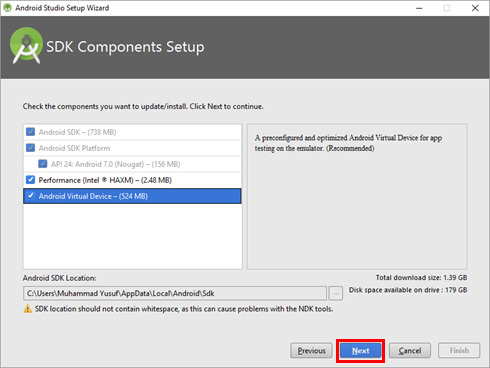 Android Studio Setup Wizard
SDK Components Setup
Check the components you want to update/install. Click Next to continue.
Android SDK – (738 MB)
Android SDK Platform
API 24: Android 7.0 (Nougat) – (156 MB)
Performance (Intel ® HAXM) – (2.48 MB)
Android Virtual Device – (524 MB)
A preconfigured and optimized Android Virtual Device for app
testing on the emulator. (Recommended)
Android SDK Location:
C:\Users\Muhammad Yusuf\AppData\Local\Android\Sdk
...
Total download size: 1.39 GB
Disk space available on drive : 179 GB
SDK location should not contain whitespace, as this can cause problems with the NDK tools.
Previous
Next
Cancel
Finish